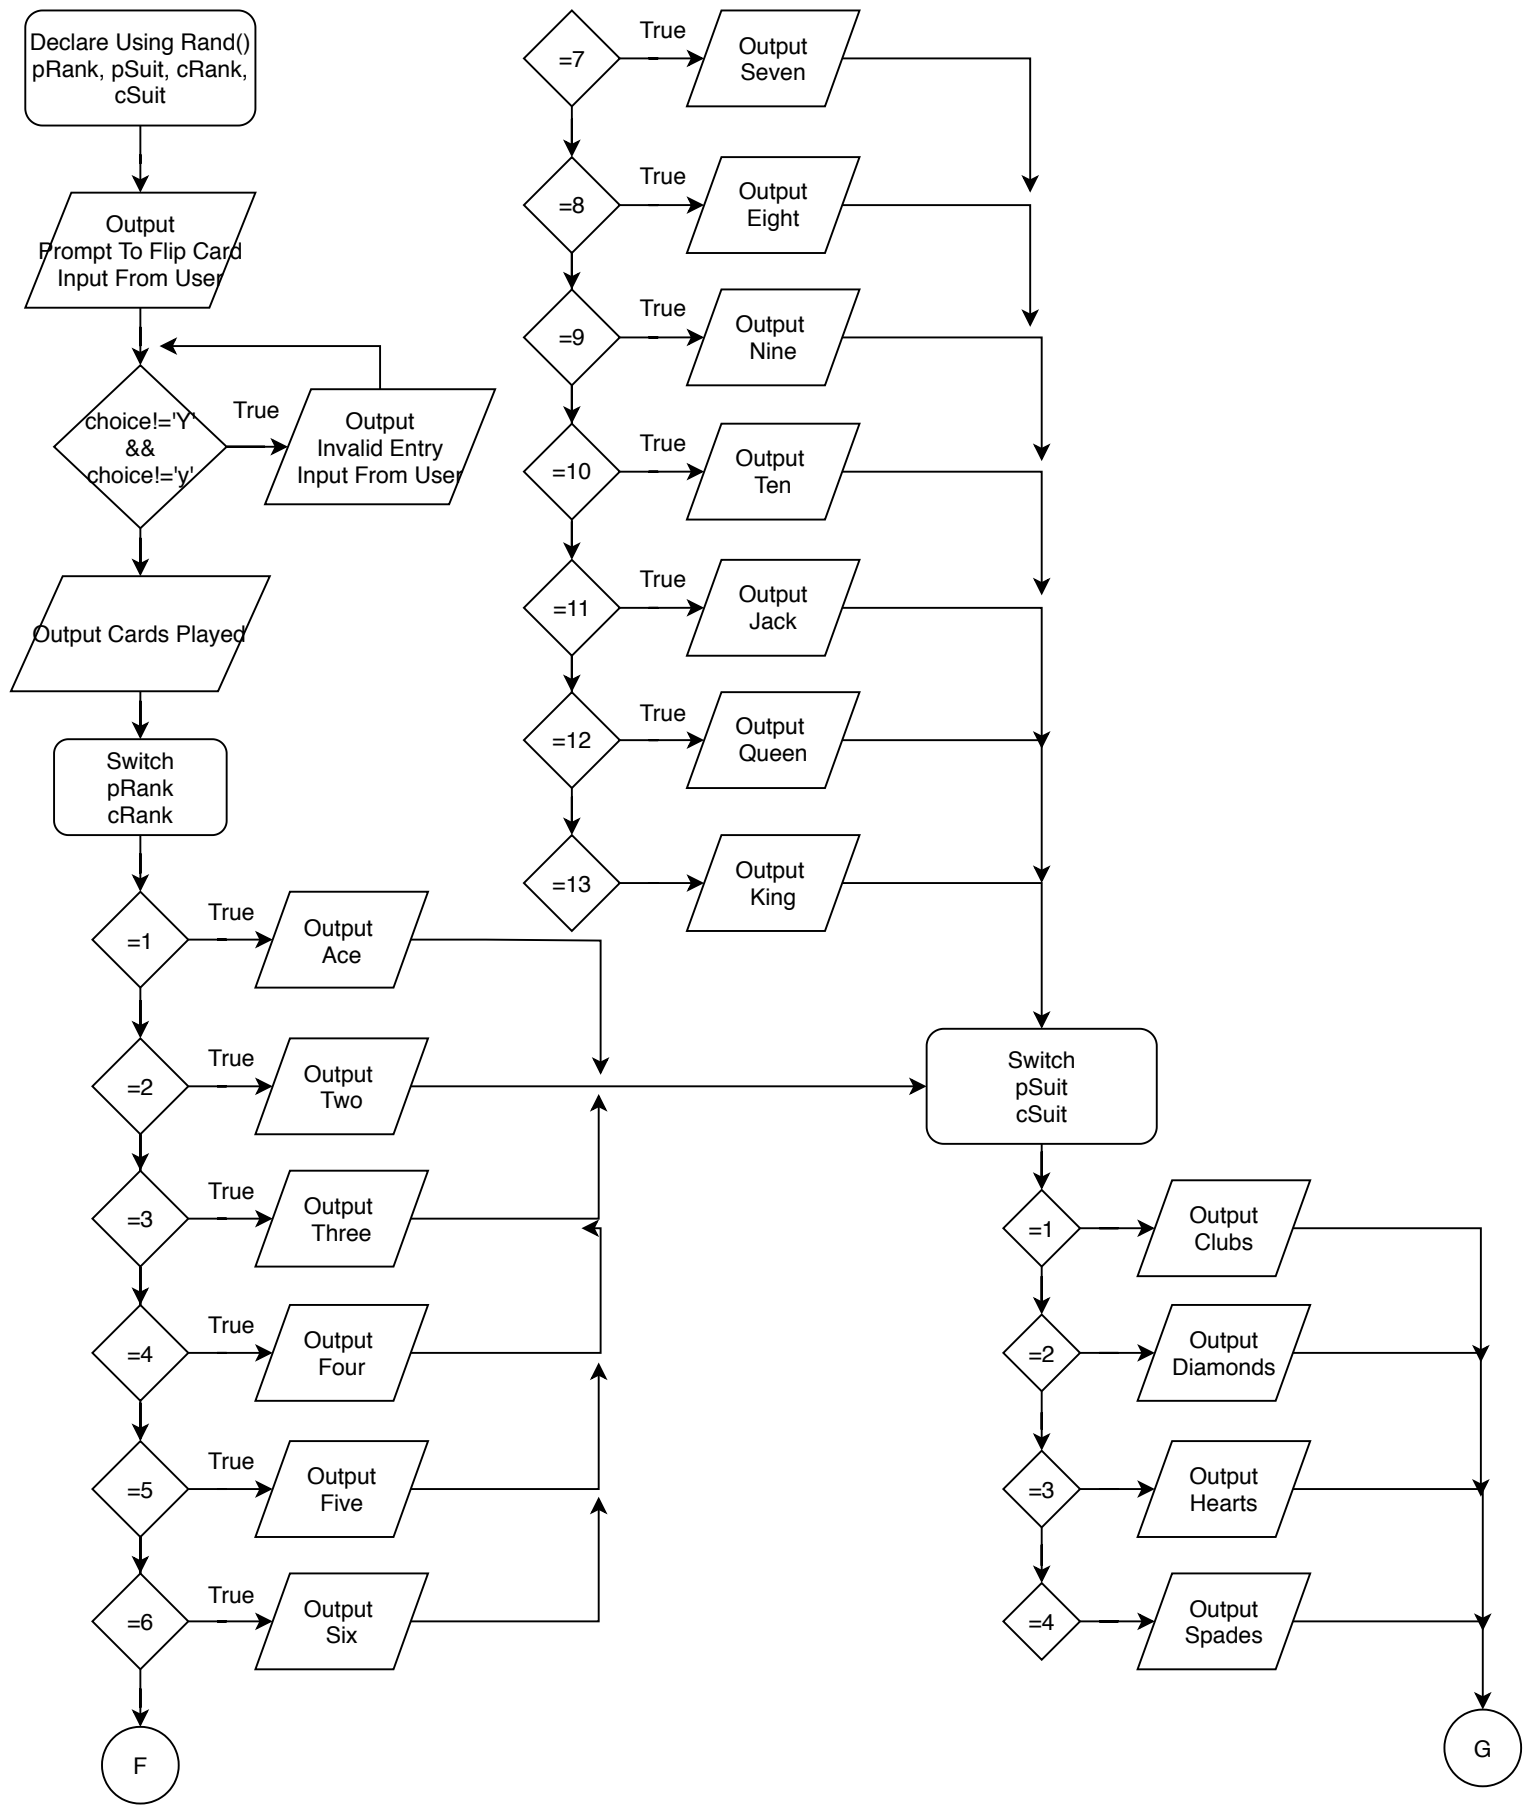 Declare Using Rand()
pRank, pSuit, cRank,
cSuit
Output
Prompt To Flip Card
Input From User
choice!='Y'
&&
choice!='y'
True
Output
Invalid Entry
Input From User
Output Cards Played
Switch
pRank
cRank
=1
True
Output
Ace
=2
True
Output
Two
=3
True
Output
Three
=4
True
Output
Four
=5
True
Output
Five
=6
True
Output
Six
F
=7
True
Output
Seven
=8
True
Output
Eight
=9
True
Output
Nine
=10
True
Output
Ten
=11
True
Output
Jack
=12
True
Output
Queen
=13
Output
King
Switch
pSuit
cSuit
=1
Output
Clubs
=2
Output
Diamonds
=3
Output
Hearts
=4
Output
Spades
G